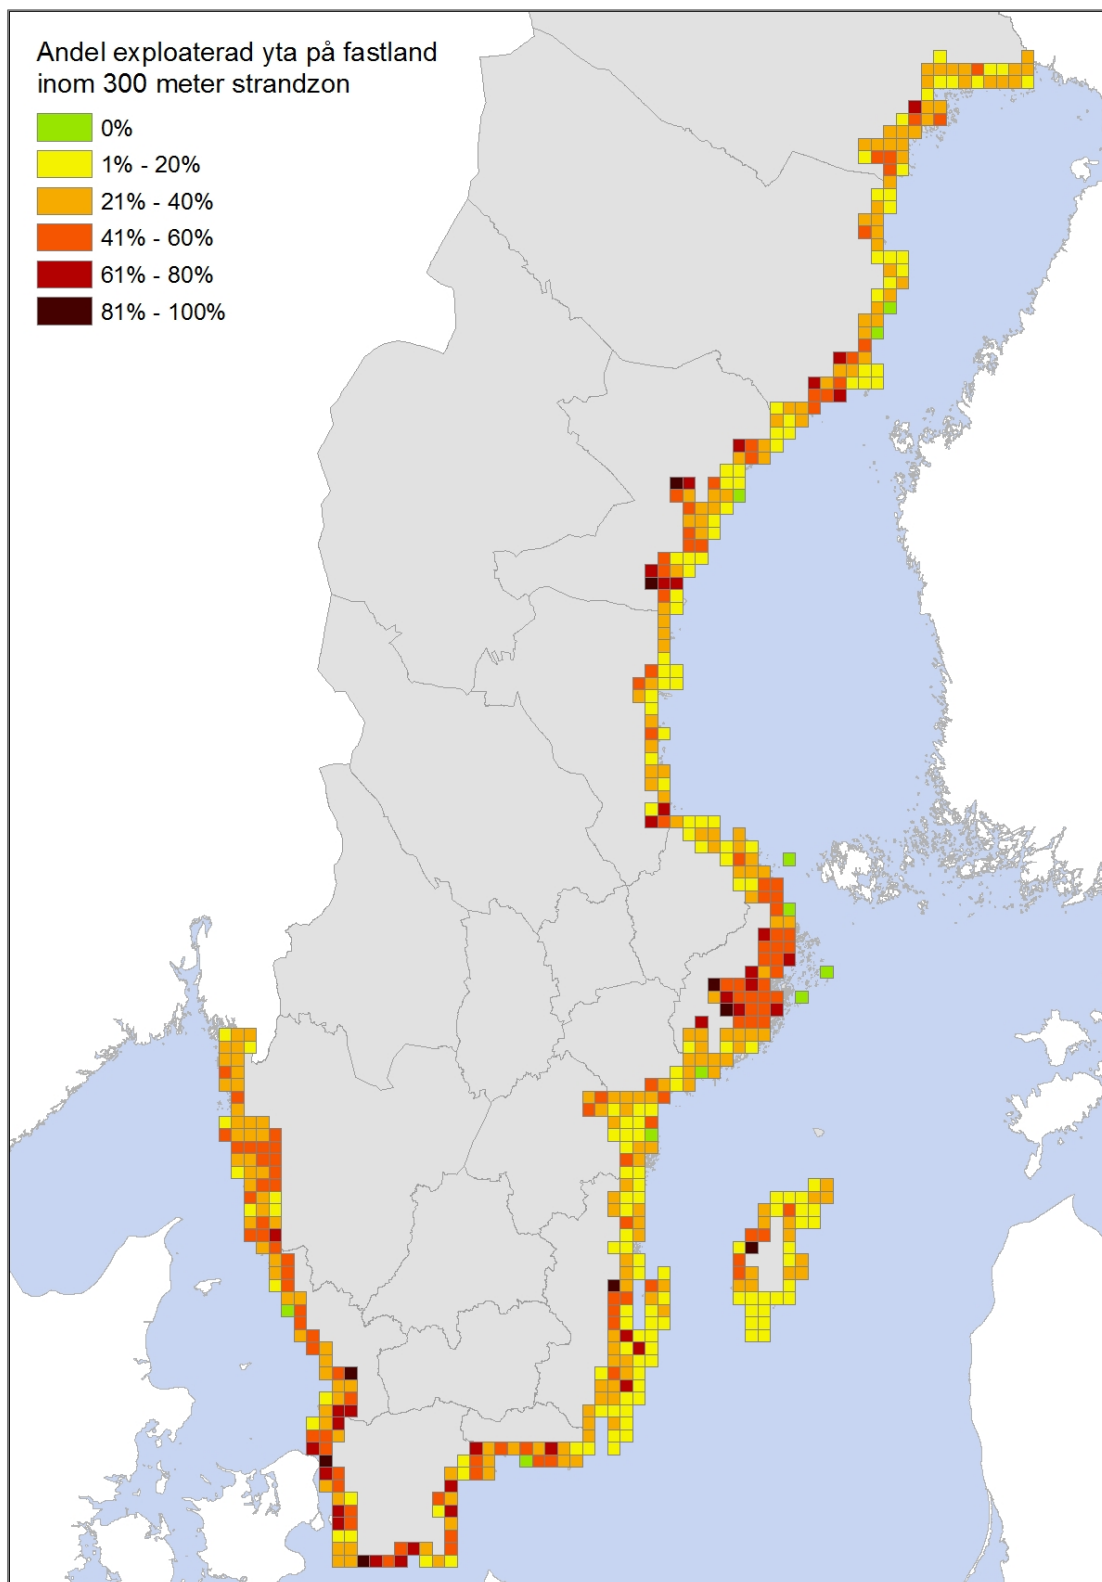 Andel exploaterad yta på fastland
inom 300 meter strandzon
0%
1% - 20%
21% - 40%
41% - 60%
61% - 80%
81% - 100%